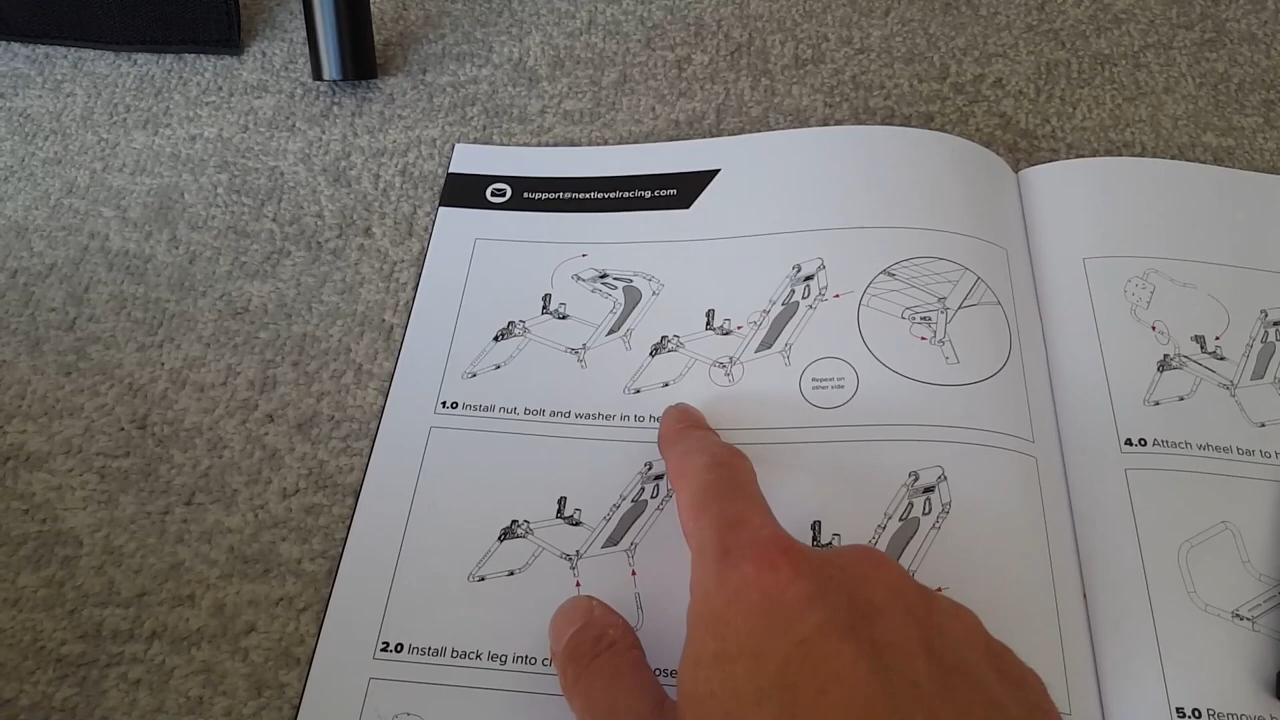 support@nextlevelracing.com
Repeat on
other side
1.0 Install nut, bolt and washer in to
2.0 Install back leg into
4.0 Attach wheel bar to
5.0 Remove